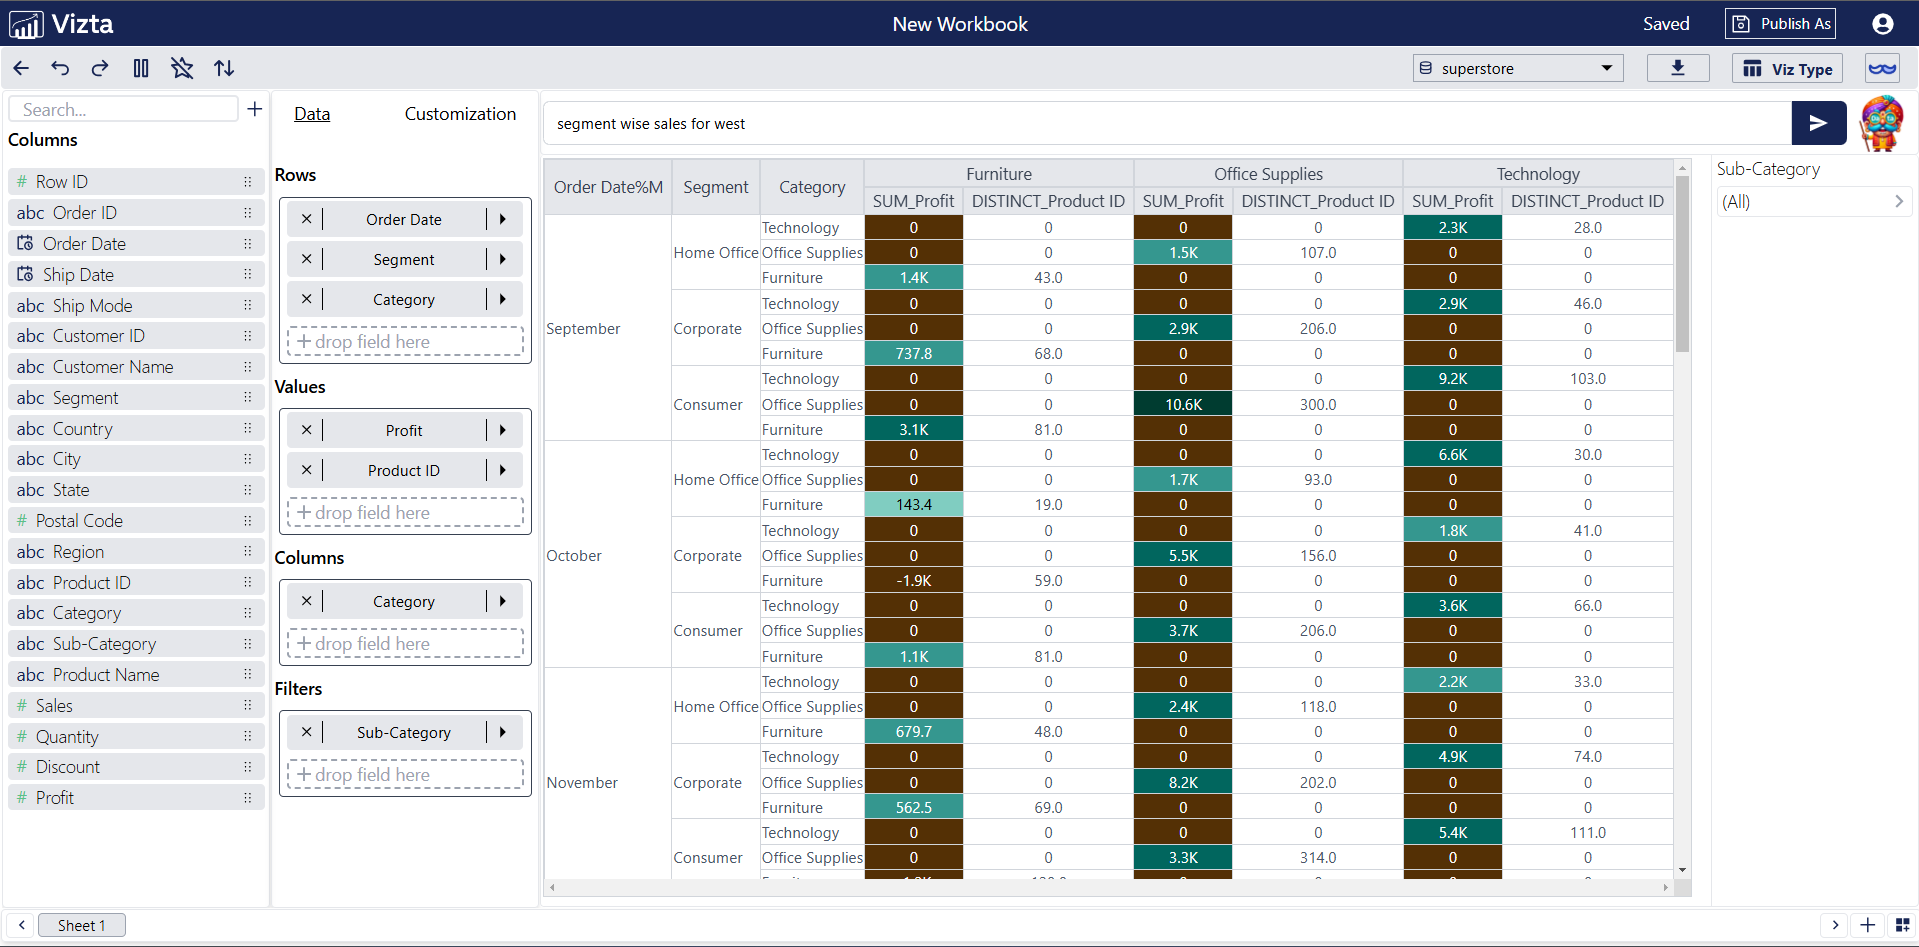 Vizta
New Workbook
Saved
Publish As
superstore
Viz Type
Search...
Columns
# Row ID
abc Order ID
Order Date
Ship Date
abc Ship Mode
abc Customer ID
abc Customer Name
abc Segment
abc Country
abc City
abc State
# Postal Code
abc Region
abc Product ID
abc Category
abc Sub-Category
abc Product Name
# Sales
# Quantity
# Discount
# Profit
Data Customization
Rows
Order Date
Segment
Category
+ drop field here
Values
Profit
Product ID
+ drop field here
Columns
Category
+ drop field here
Filters
Sub-Category
+ drop field here
segment wise sales for west
Order Date%M Segment Category Furniture Office Supplies Technology
SUM_Profit DISTINCT_Product ID SUM_Profit DISTINCT_Product ID SUM_Profit DISTINCT_Product ID
September
Home Office
Technology 0 0 0 0 2.3K 28.0
Office Supplies 0 0 1.5K 107.0 0 0
Furniture 1.4K 43.0 0 0 0 0
Corporate
Technology 0 0 0 0 2.9K 46.0
Office Supplies 0 0 2.9K 206.0 0 0
Furniture 737.8 68.0 0 0 0 0
Consumer
Technology 0 0 0 0 9.2K 103.0
Office Supplies 0 0 10.6K 300.0 0 0
Furniture 3.1K 81.0 0 0 0 0
October
Home Office
Technology 0 0 0 0 6.6K 30.0
Office Supplies 0 0 1.7K 93.0 0 0
Furniture 143.4 19.0 0 0 0 0
Corporate
Technology 0 0 0 0 1.8K 41.0
Office Supplies 0 0 5.5K 156.0 0 0
Furniture -1.9K 59.0 0 0 0 0
Consumer
Technology 0 0 0 0 3.6K 66.0
Office Supplies 0 0 3.7K 206.0 0 0
Furniture 1.1K 81.0 0 0 0 0
November
Home Office
Technology 0 0 0 0 2.2K 33.0
Office Supplies 0 0 2.4K 118.0 0 0
Furniture 679.7 48.0 0 0 0 0
Corporate
Technology 0 0 0 0 4.9K 74.0
Office Supplies 0 0 8.2K 202.0 0 0
Furniture 562.5 69.0 0 0 0 0
Consumer
Technology 0 0 0 0 5.4K 111.0
Office Supplies 0 0 3.3K 314.0 0 0
Sub-Category
(All)
Sheet 1